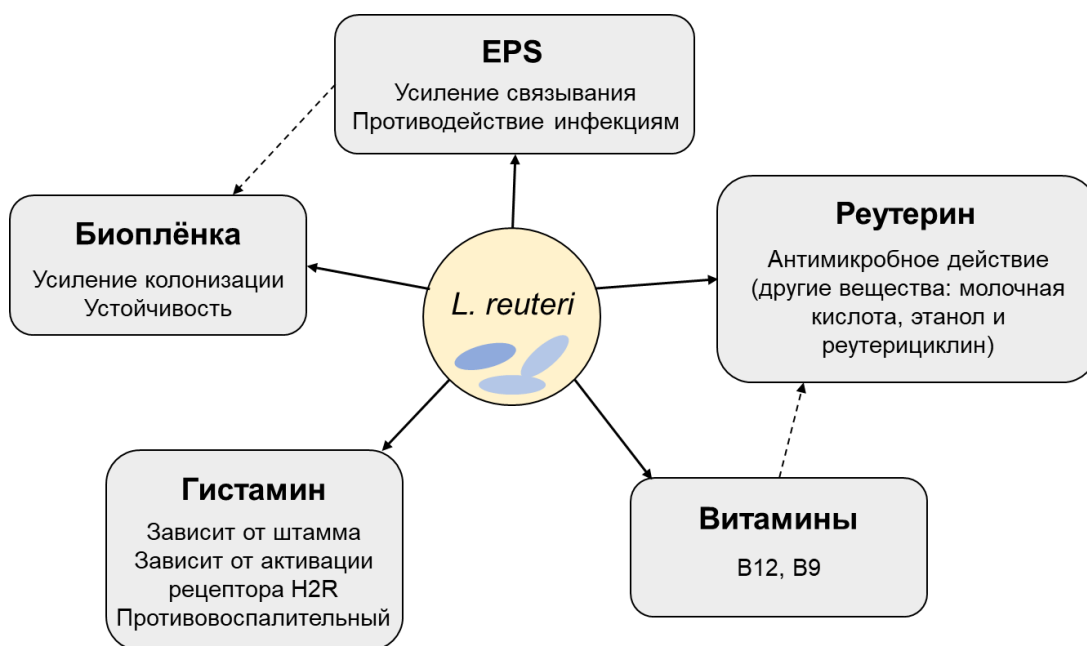 EPS
Усиление связывания
Противодействие инфекциям
Биоплёнка
Усиление колонизации
Устойчивость
Реутерин
Антимикробное действие
(другие вещества: молочная
кислота, этанол и
реутерициклин)
L. reuteri
Гистамин
Зависит от штамма
Зависит от активации
рецептора H2R
Противовоспалительный
Витамины
B12, B9